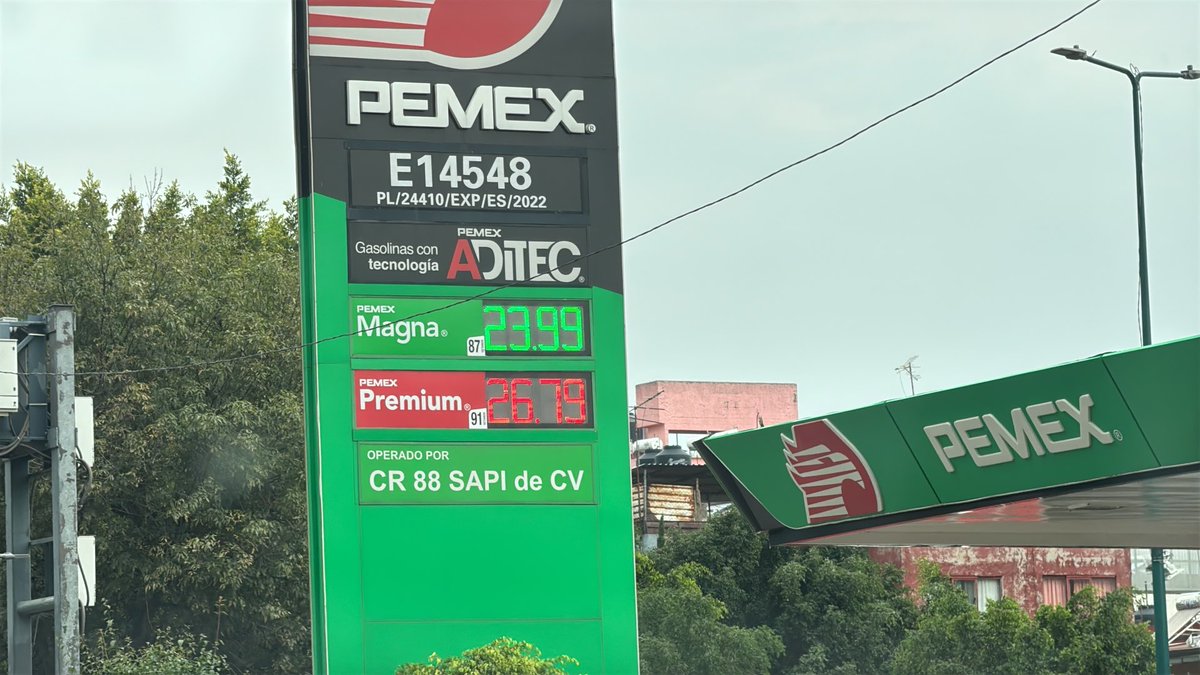 PEMEX®
E14548
PL/24410/EXP/ES/2022
Gasolinas con
tecnología
PEMEX
ADiTEC®
PEMEX
Magna®
87
23.99
PEMEX
Premium®
91
26.79
OPERADO POR
CR 88 SAPI de CV
PEMEX®